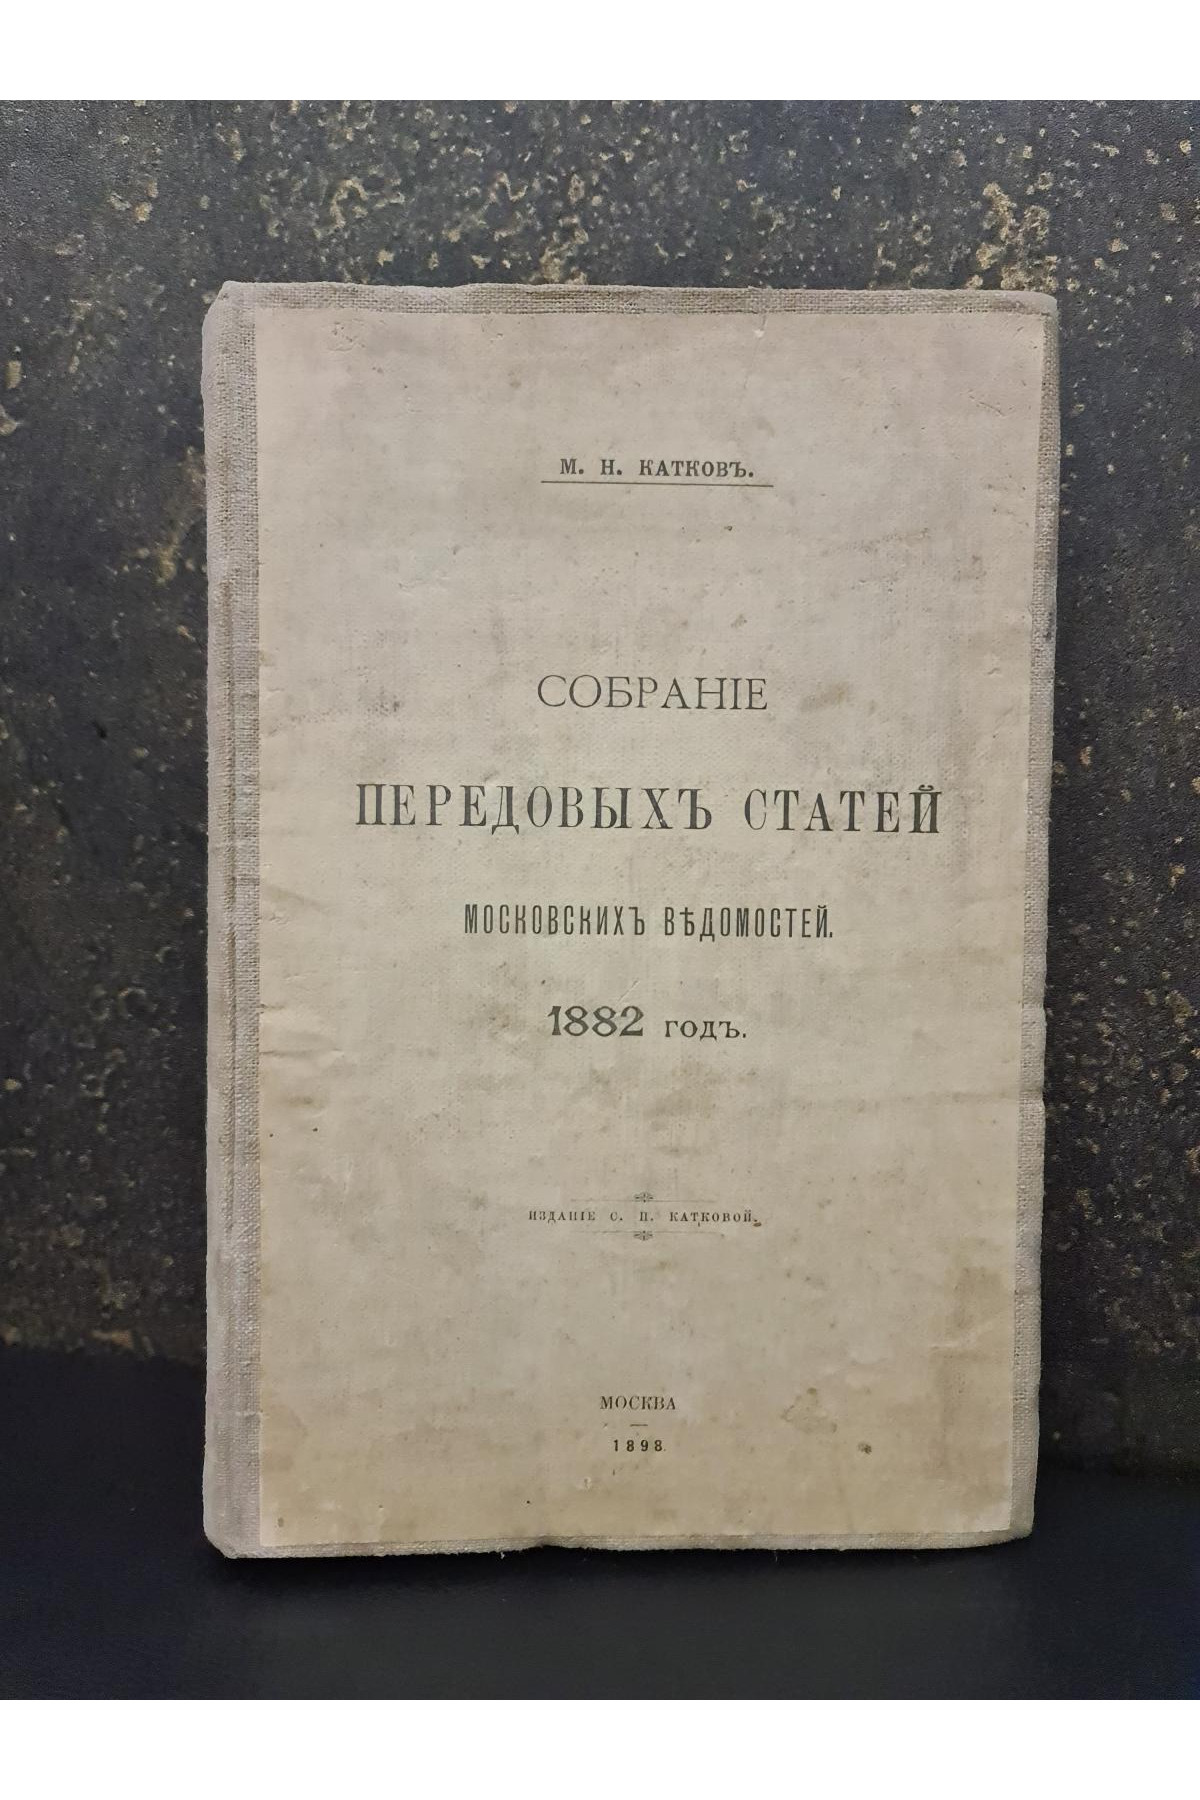 М. Н. КАТКОВЪ.
СОБРАНІЕ
ПЕРЕДОВЫХЪ СТАТЕЙ
МОСКОВСКИХЪ ВѢДОМОСТЕЙ.
1882 ГОДЪ.
ИЗДАНІЕ С. П. КАТКОВОЙ.
МОСКВА
1898